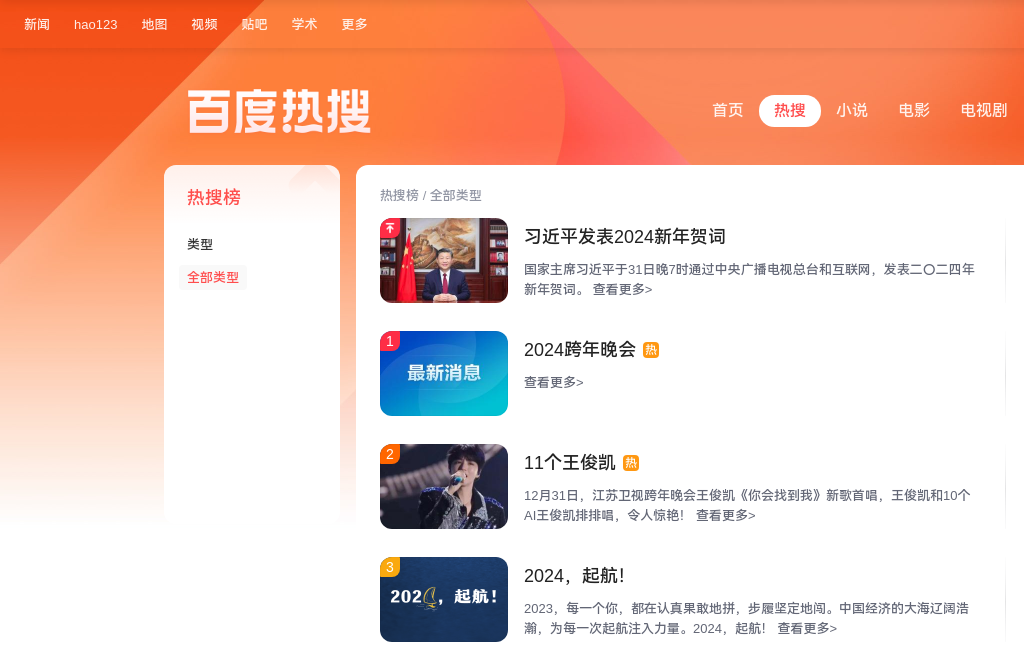 新闻 hao123 地图 视频 贴吧 学术 更多
百度热搜
首页 热搜 小说 电影 电视剧
热搜榜
类型
全部类型
热搜榜 / 全部类型
习近平发表2024新年贺词
国家主席习近平于31日晚7时通过中央广播电视总台和互联网，发表二〇二四年
新年贺词。 查看更多>
1
最新消息
2024跨年晚会 热
查看更多>
2
11个王俊凯 热
12月31日，江苏卫视跨年晚会王俊凯《你会找到我》新歌首唱，王俊凯和10个
AI王俊凯排排唱，令人惊艳！ 查看更多>
3
2024，起航！
2024，起航！
2023，每一个你，都在认真果敢地拼，步履坚定地闯。中国经济的大海辽阔浩
瀚，为每一次起航注入力量。2024，起航！ 查看更多>